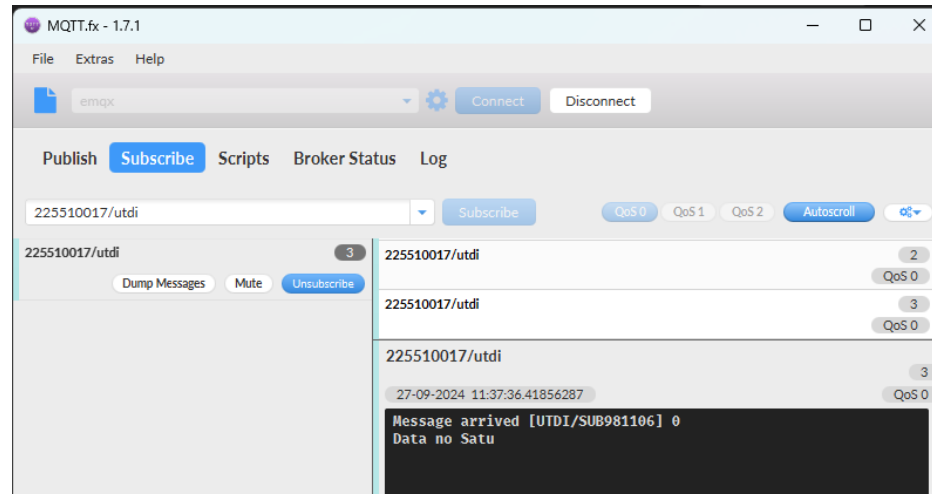 MQTT.fx - 1.7.1
File Extras Help
emqx Connect Disconnect
Publish Subscribe Scripts Broker Status Log
225510017/utdi Subscribe QoS 0 QoS 1 QoS 2 Autoscroll
225510017/utdi 3
Dump Messages Mute Unsubscribe
225510017/utdi 2
QoS 0
225510017/utdi 3
QoS 0
225510017/utdi
3
27-09-2024 11:37:36.41856287 QoS 0
Message arrived [UTDI/SUB981106] 0
Data no Satu